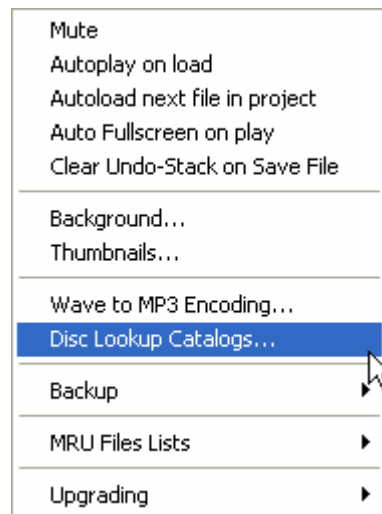 Mute
Autoplay on load
Autoload next file in project
Auto Fullscreen on play
Clear Undo-Stack on Save File
Background...
Thumbnails...
Wave to MP3 Encoding...
Disc Lookup Catalogs...
Backup
MRU Files Lists
Upgrading